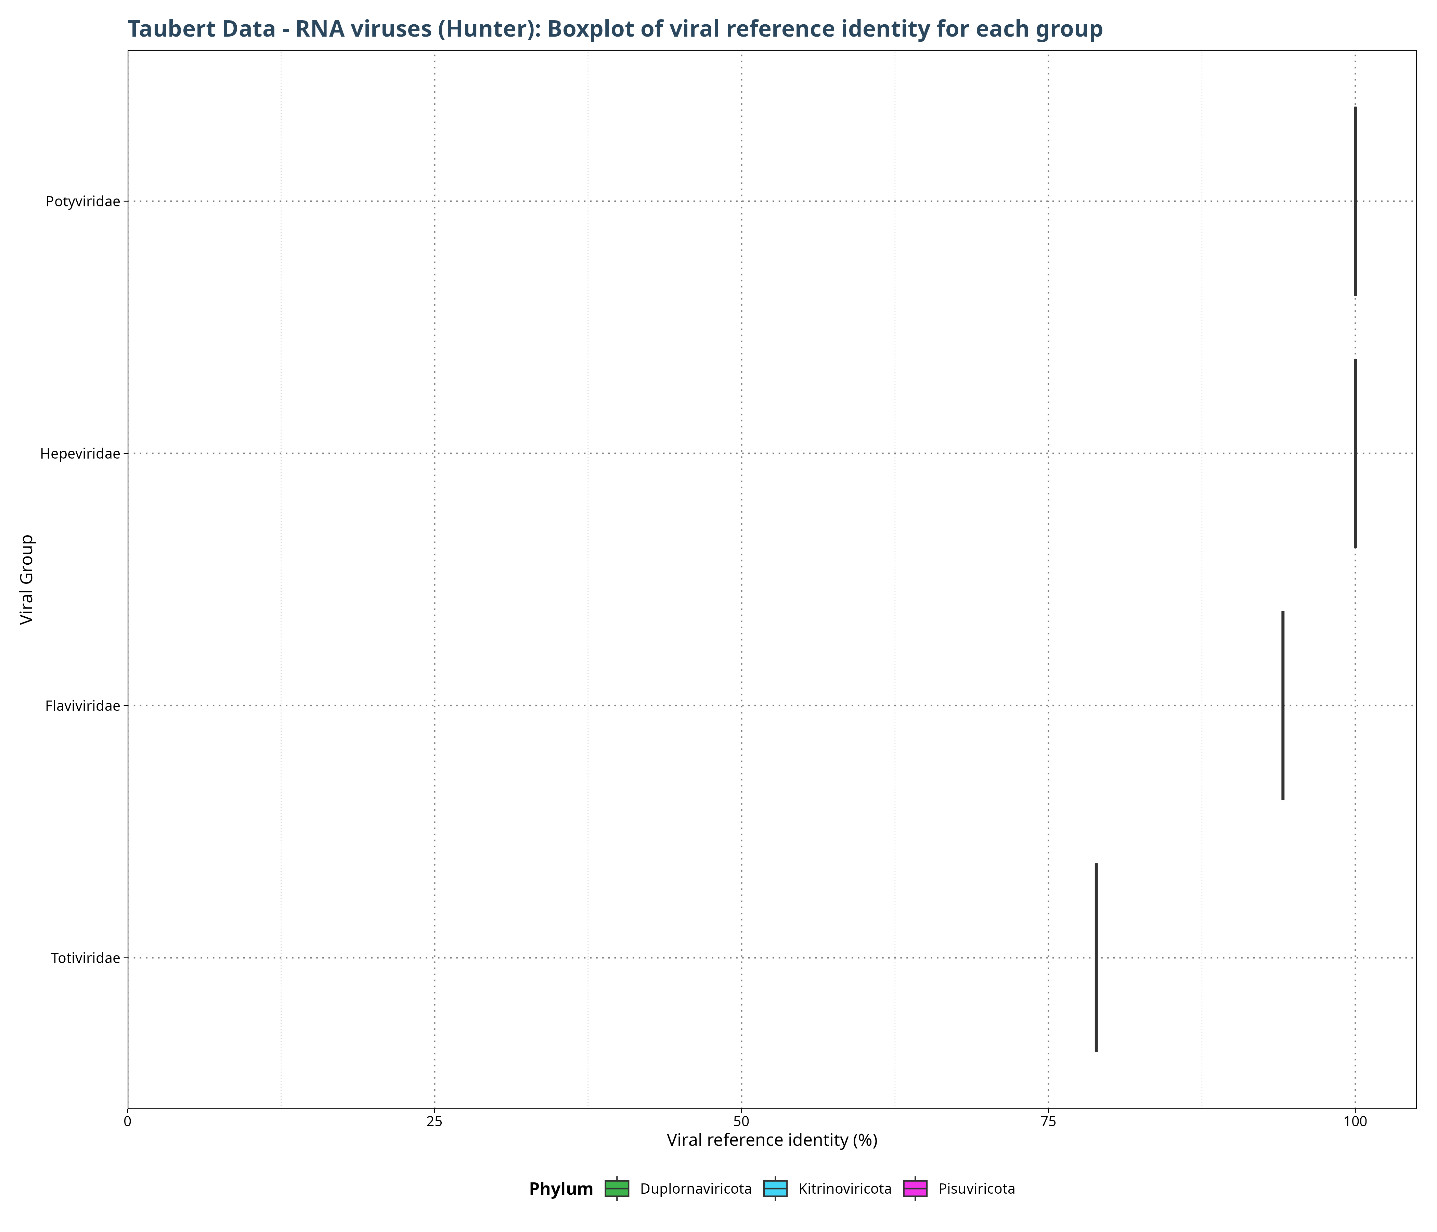 Taubert Data - RNA viruses (Hunter): Boxplot of viral reference identity for each group
Viral Group
Potyviridae
Hepeviridae
Flaviviridae
Totiviridae
0 25 50 75 100
Viral reference identity (%)
Phylum Duplornaviricota Kitrinoviricota Pisuviricota